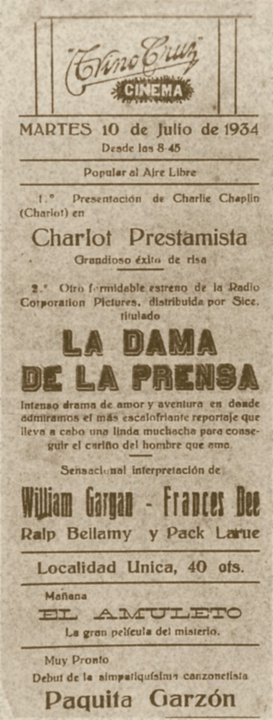 "Trino Cruz"
CINEMA
MARTES 10 de Julio de 1934
Desde las 8-45
Popular al Aire Libre
1.º Presentación de Charlie Chaplin
(Charlot) en
Charlot Prestamista
Grandioso éxito de risa
2.º Otro formidable estreno de la Radio
Corporation Pictures, distribuida por Sice,
titulado
LA DAMA
DE LA PRENSA
Intenso drama de amor y aventura en donde
admiramos el más escalofriante reportaje que
lleva a cabo una linda muchacha para conse-
guir el cariño del hombre que ama
Sensacional interpretación de
William Gargan - Frances Dee
Ralp Bellamy y Pack Larue
Localidad Unica, 40 cts.
Mañana
EL AMULETO
La gran película del misterio.
Muy Pronto
Debut de la simpatiquísima canzonetista
Paquita Garzón